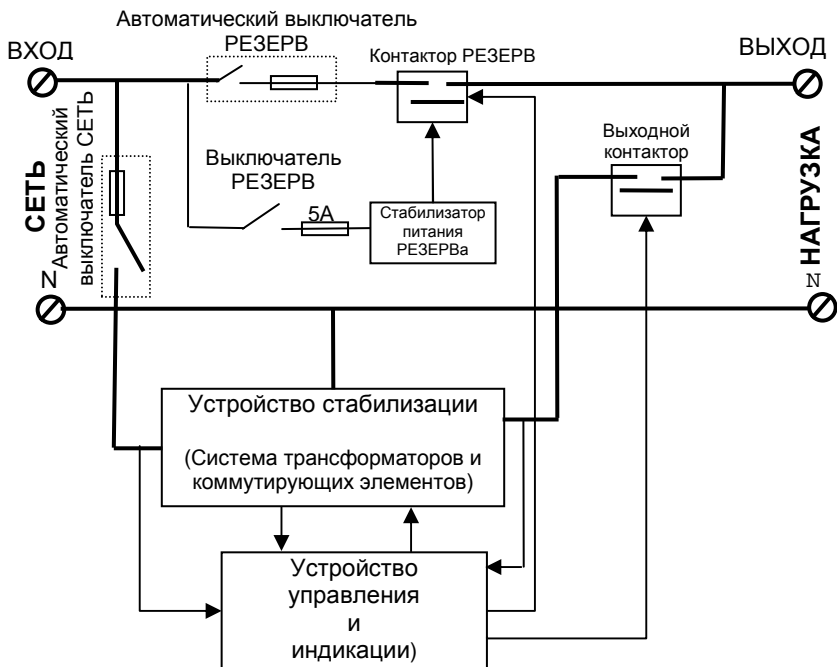 Автоматический выключатель
РЕЗЕРВ
ВХОД
Контактор РЕЗЕРВ
ВЫХОД
СЕТЬ
Автоматический
выключатель СЕТЬ
Выключатель
РЕЗЕРВ
5А
Стабилизатор
питания
РЕЗЕРВа
Выходной
контактор
НАГРУЗКА
N
N
Устройство стабилизации
(Система трансформаторов и
коммутирующих элементов)
Устройство
управления
и
индикации)